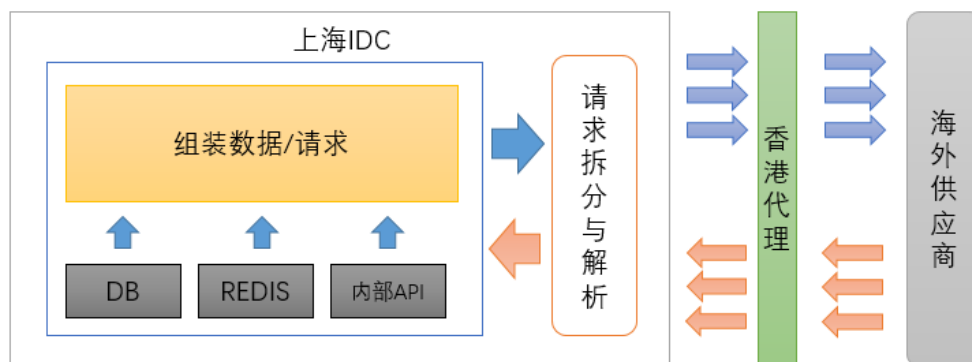 上海IDC
组装数据/请求
DB
REDIS
内部API
请求拆分与解析
香港代理
海外供应商